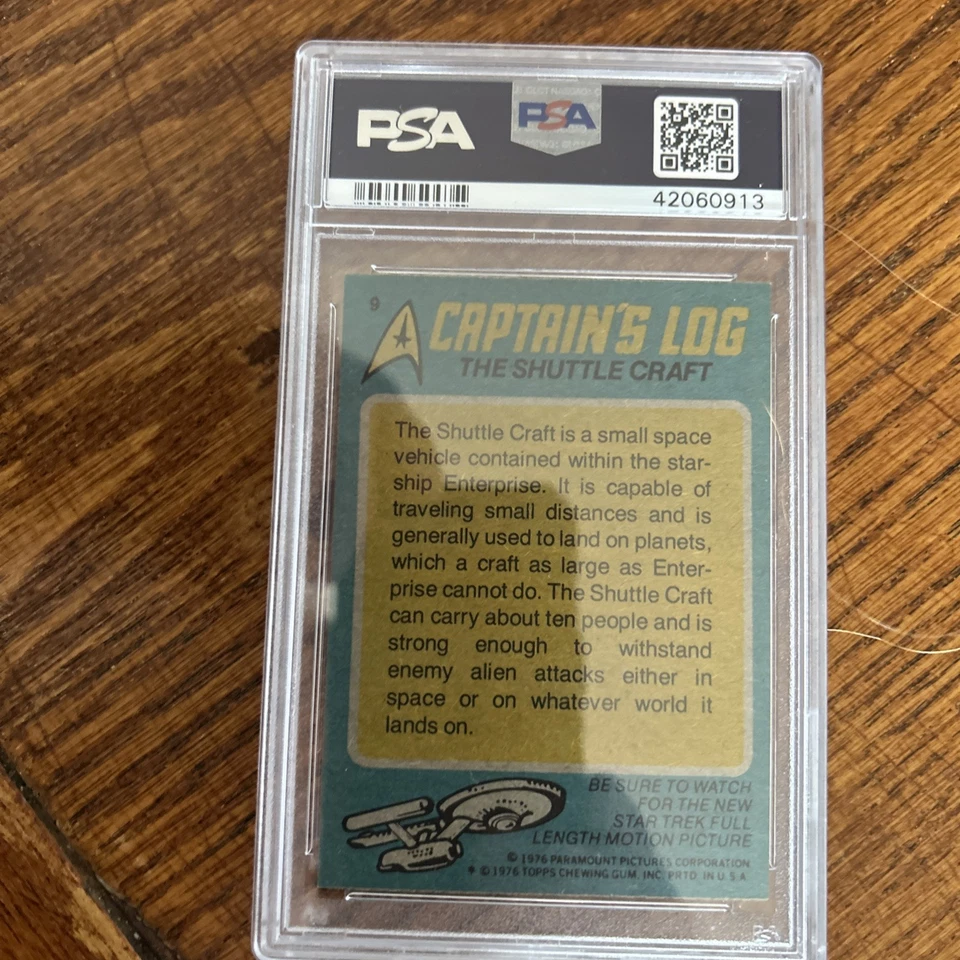 PSA
PSA
42060913
9
CAPTAIN'S LOG
THE SHUTTLE CRAFT
The Shuttle Craft is a small space
vehicle contained within the star-
ship Enterprise. It is capable of
traveling small distances and is
generally used to land on planets,
which a craft as large as Enter-
prise cannot do. The Shuttle Craft
can carry about ten people and is
strong enough to withstand
enemy alien attacks either in
space or on whatever world it
lands on.
BE SURE TO WATCH
FOR THE NEW
STAR TREK FULL
LENGTH MOTION PICTURE
© 1976 PARAMOUNT PICTURES CORPORATION
© 1976 TOPPS CHEWING GUM, INC. PRTD. IN U.S.A.